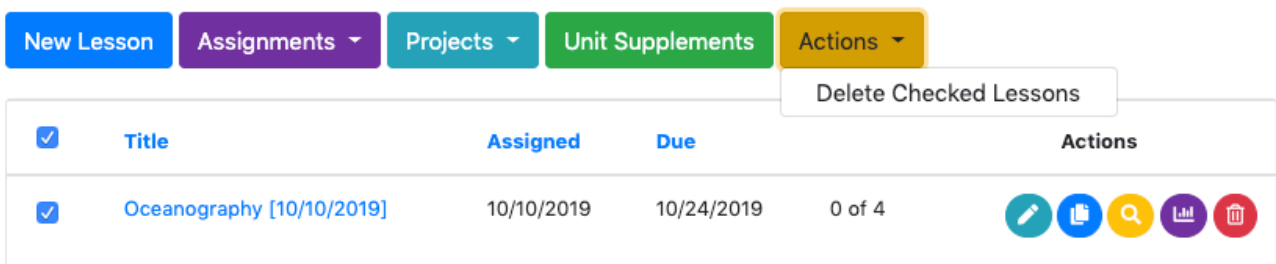 New Lesson Assignments Projects Unit Supplements Actions
Delete Checked Lessons
Title Assigned Due Actions
Oceanography [10/10/2019] 10/10/2019 10/24/2019 0 of 4